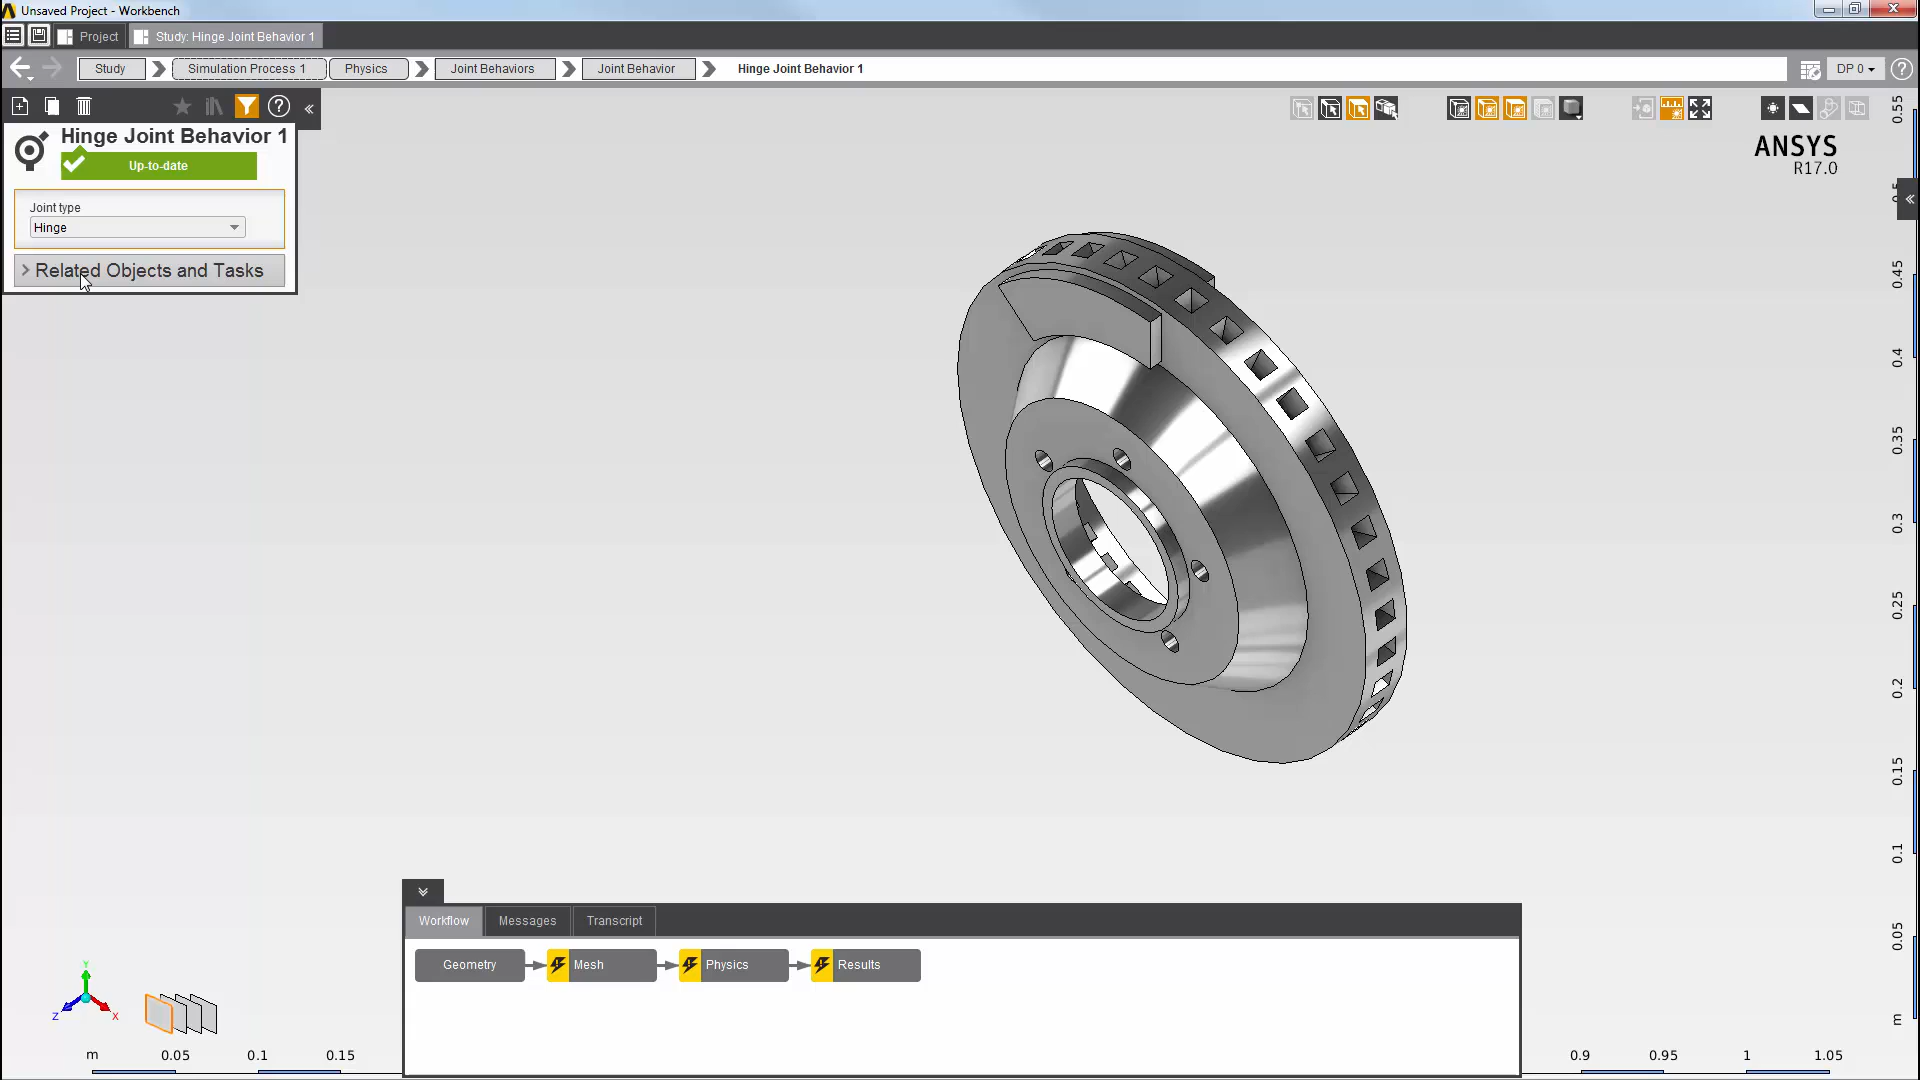 Unsaved Project - Workbench
Project
Study: Hinge Joint Behavior 1
Study
Simulation Process 1
Physics
Joint Behaviors
Joint Behavior
Hinge Joint Behavior 1
DP 0
Hinge Joint Behavior 1
Up-to-date
Joint type
Hinge
Related Objects and Tasks
ANSYS
R17.0
0.55
0.45
0.4
0.35
0.3
0.25
0.2
0.15
0.1
0.05
m
Workflow
Messages
Transcript
Geometry
Mesh
Physics
Results
Y
Z
X
m
0.05
0.1
0.15
0.9
0.95
1
1.05